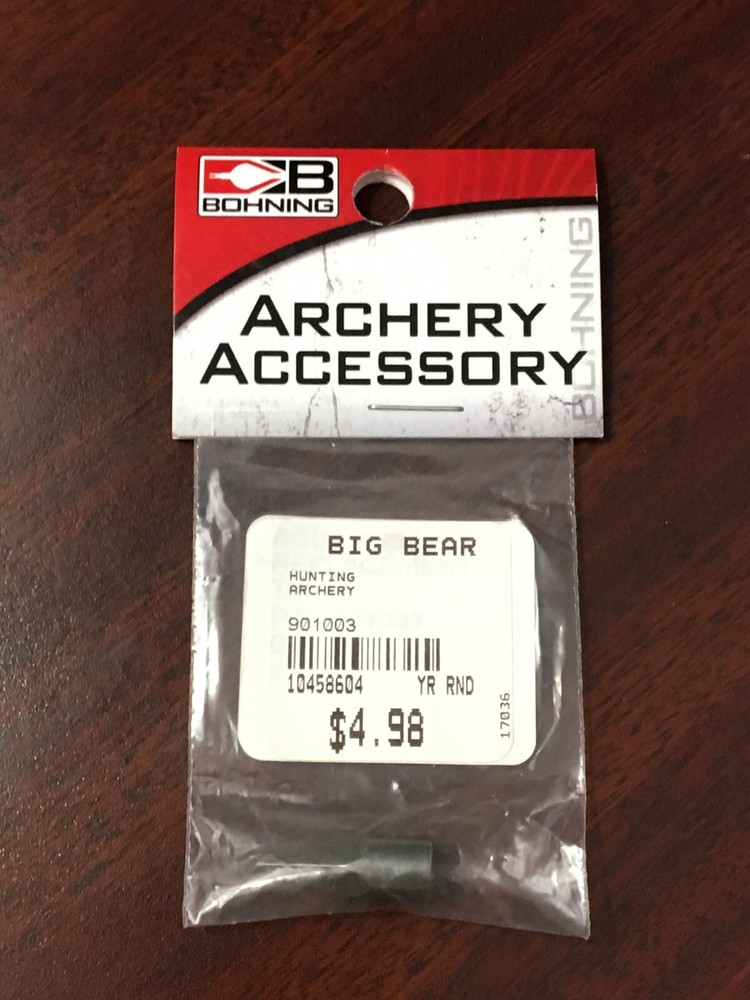 B
BOHNING
BOHNING
ARCHERY
ACCESSORY
BIG BEAR
HUNTING
ARCHERY
901003
10458604 YR RND
$4.98
17036